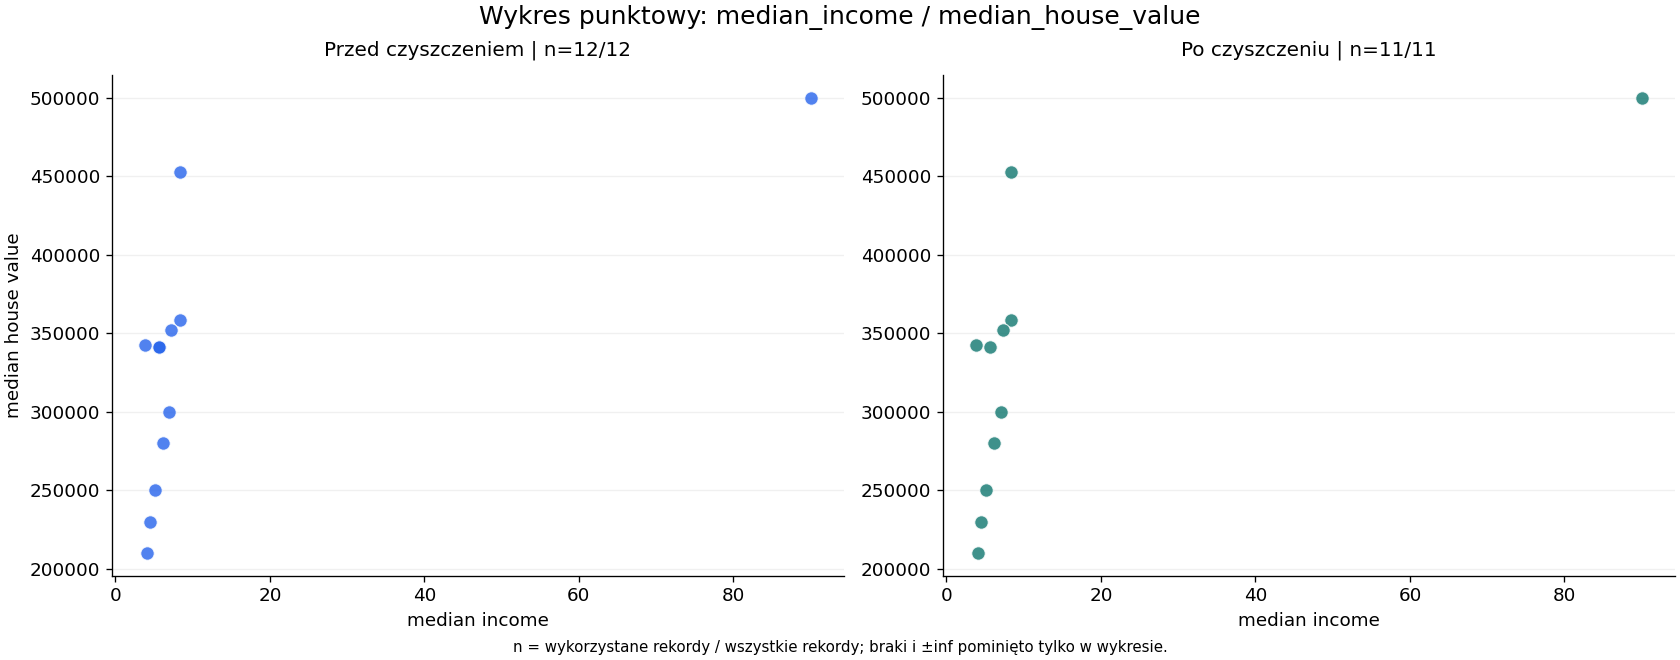 Wykres punktowy: median_income / median_house_value
Przed czyszczeniem | n=12/12
Po czyszczeniu | n=11/11
median house value
500000
450000
400000
350000
300000
250000
200000
0 20 40 60 80
median income
500000
450000
400000
350000
300000
250000
200000
0 20 40 60 80
median income
n = wykorzystane rekordy / wszystkie rekordy; braki i ±inf pominięto tylko w wykresie.